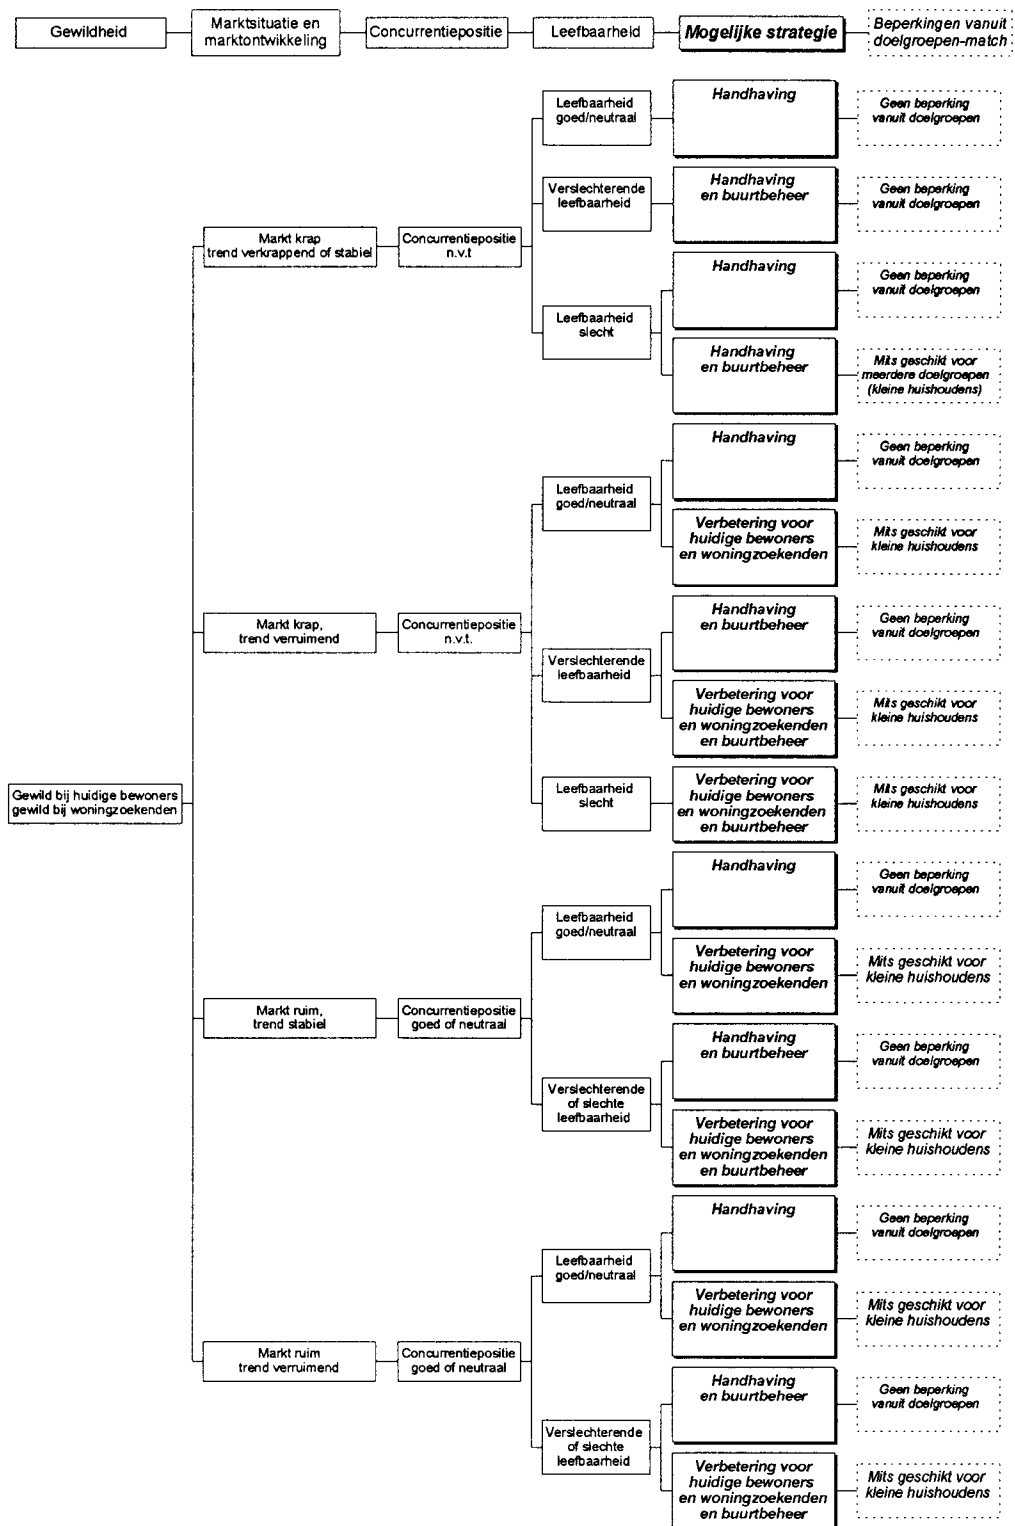 Gewildheid
Marktsituatie en
marktontwikkeling
Concurrentiepositie
Leefbaarheid
Mogelijke strategie
Beperkingen vanuit
doelgroepen-match
Gewild bij huidige bewoners
gewild bij woningzoekenden
Markt krap
trend verkrappend of stabiel
Concurrentiepositie
n.v.t
Leefbaarheid
goed/neutraal
Handhaving
Geen beperking
vanuit doelgroepen
Verslechterende
leefbaarheid
Handhaving
en buurtbeheer
Geen beperking
vanuit doelgroepen
Leefbaarheid
slecht
Handhaving
Geen beperking
vanuit doelgroepen
Handhaving
en buurtbeheer
Mits geschikt voor
meerdere doelgroepen
(kleine huishoudens)
Markt krap,
trend verruimend
Concurrentiepositie
n.v.t.
Leefbaarheid
goed/neutraal
Handhaving
Geen beperking
vanuit doelgroepen
Verbetering voor
huidige bewoners
en woningzoekenden
Mits geschikt voor
kleine huishoudens
Verslechterende
leefbaarheid
Handhaving
en buurtbeheer
Geen beperking
vanuit doelgroepen
Verbetering voor
huidige bewoners
en woningzoekenden
en buurtbeheer
Mits geschikt voor
kleine huishoudens
Leefbaarheid
slecht
Verbetering voor
huidige bewoners
en woningzoekenden
en buurtbeheer
Mits geschikt voor
kleine huishoudens
Markt ruim,
trend stabiel
Concurrentiepositie
goed of neutraal
Leefbaarheid
goed/neutraal
Handhaving
Geen beperking
vanuit doelgroepen
Verbetering voor
huidige bewoners
en woningzoekenden
Mits geschikt voor
kleine huishoudens
Verslechterende
of slechte
leefbaarheid
Handhaving
en buurtbeheer
Geen beperking
vanuit doelgroepen
Verbetering voor
huidige bewoners
en woningzoekenden
en buurtbeheer
Mits geschikt voor
kleine huishoudens
Markt ruim
trend verruimend
Concurrentiepositie
goed of neutraal
Leefbaarheid
goed/neutraal
Handhaving
Geen beperking
vanuit doelgroepen
Verbetering voor
huidige bewoners
en woningzoekenden
Mits geschikt voor
kleine huishoudens
Verslechterende
of slechte
leefbaarheid
Handhaving
en buurtbeheer
Geen beperking
vanuit doelgroepen
Verbetering voor
huidige bewoners
en woningzoekenden
en buurtbeheer
Mits geschikt voor
kleine huishoudens